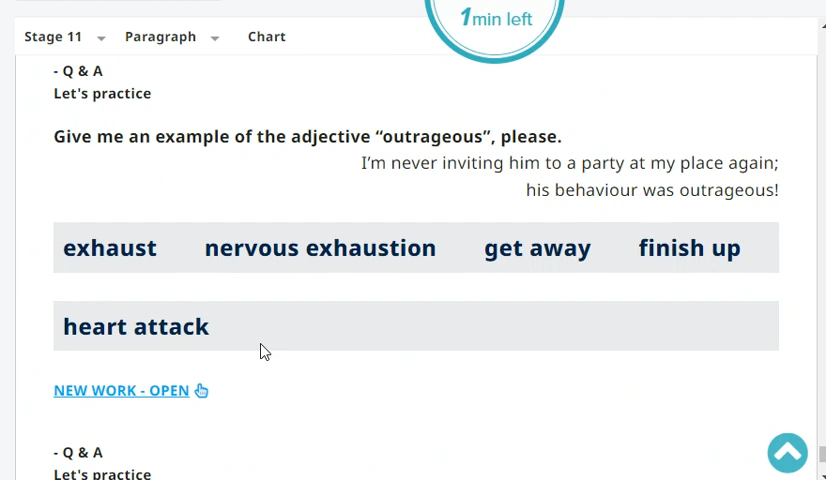 1 min left
Stage 11 Paragraph Chart
- Q & A
Let's practice
Give me an example of the adjective “outrageous”, please.
I’m never inviting him to a party at my place again;
his behaviour was outrageous!
exhaust nervous exhaustion get away finish up
heart attack
NEW WORK - OPEN
- Q & A
Let's practice